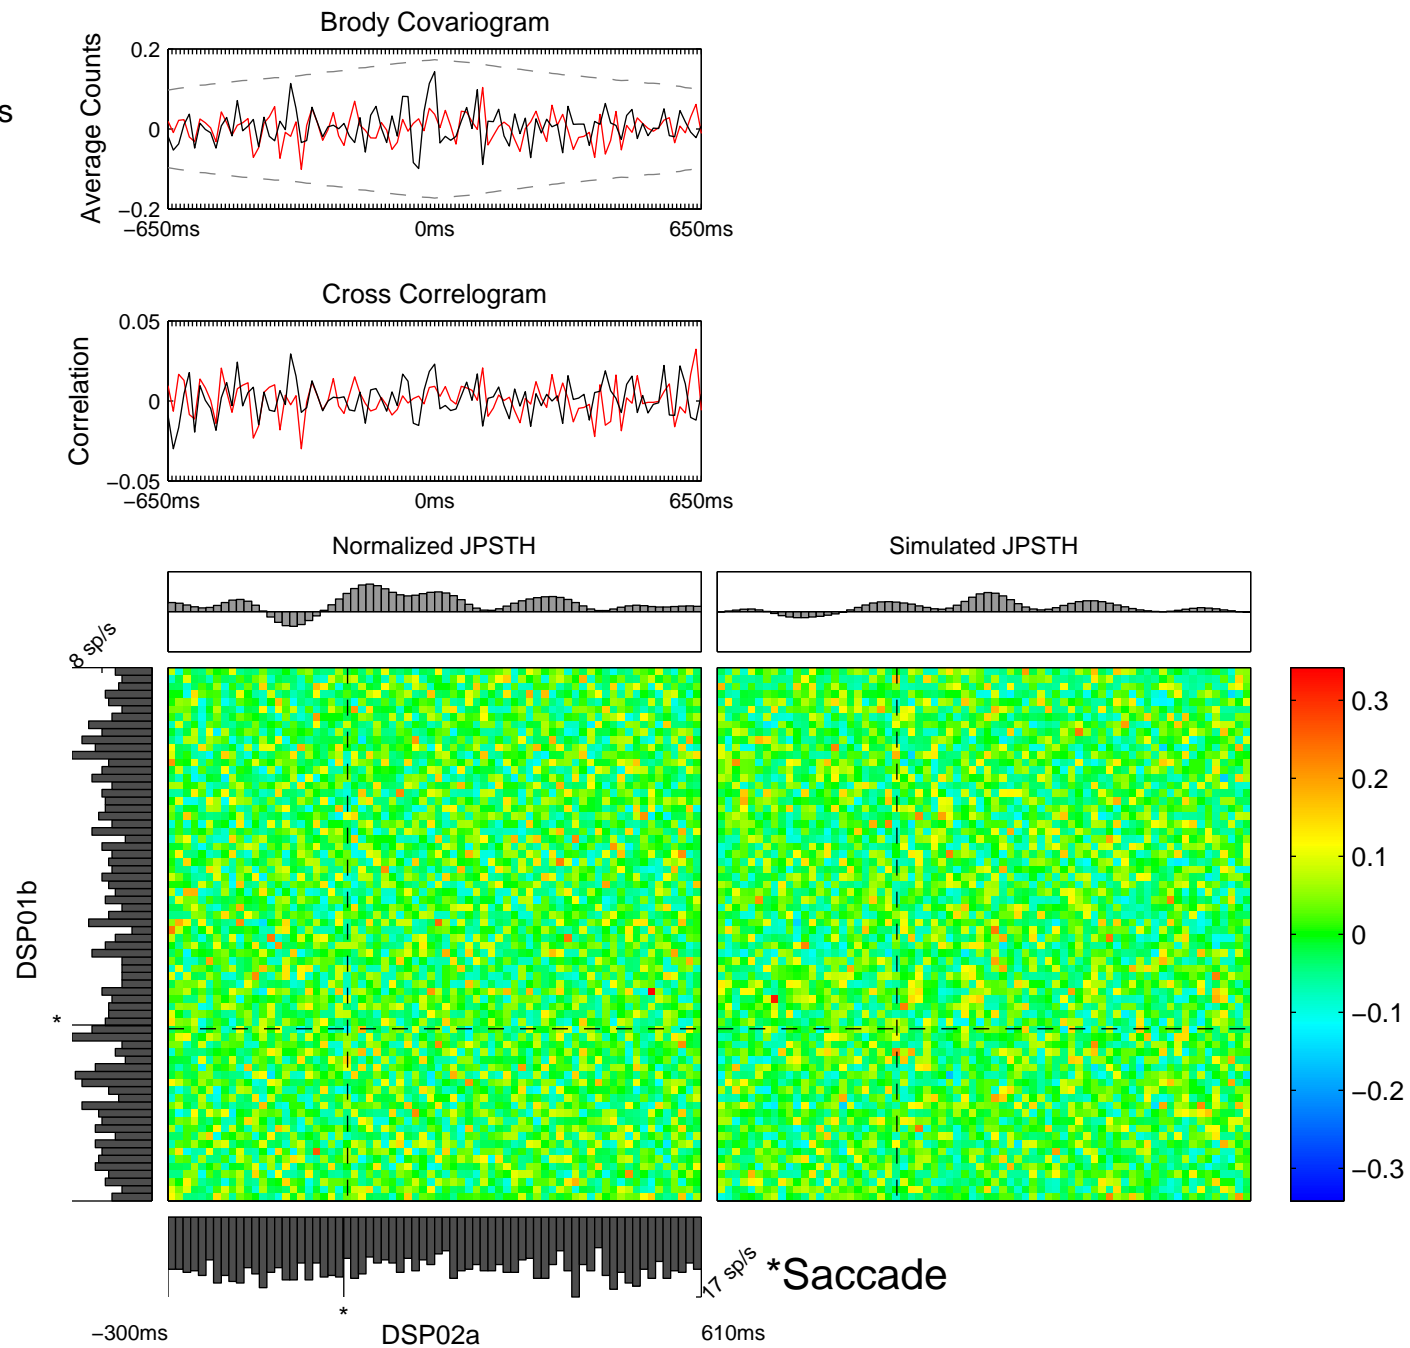 Brody Covariogram
s
Average Counts
0.2
0
−0.2
−650ms
0ms
650ms
Cross Correlogram
Correlation
0.05
0
−0.05
−650ms
0ms
650ms
Normalized JPSTH
Simulated JPSTH
8 sp/s
DSP01b
*
0.3
0.2
0.1
0
−0.1
−0.2
−0.3
17 sp/s
*Saccade
*
−300ms
DSP02a
610ms